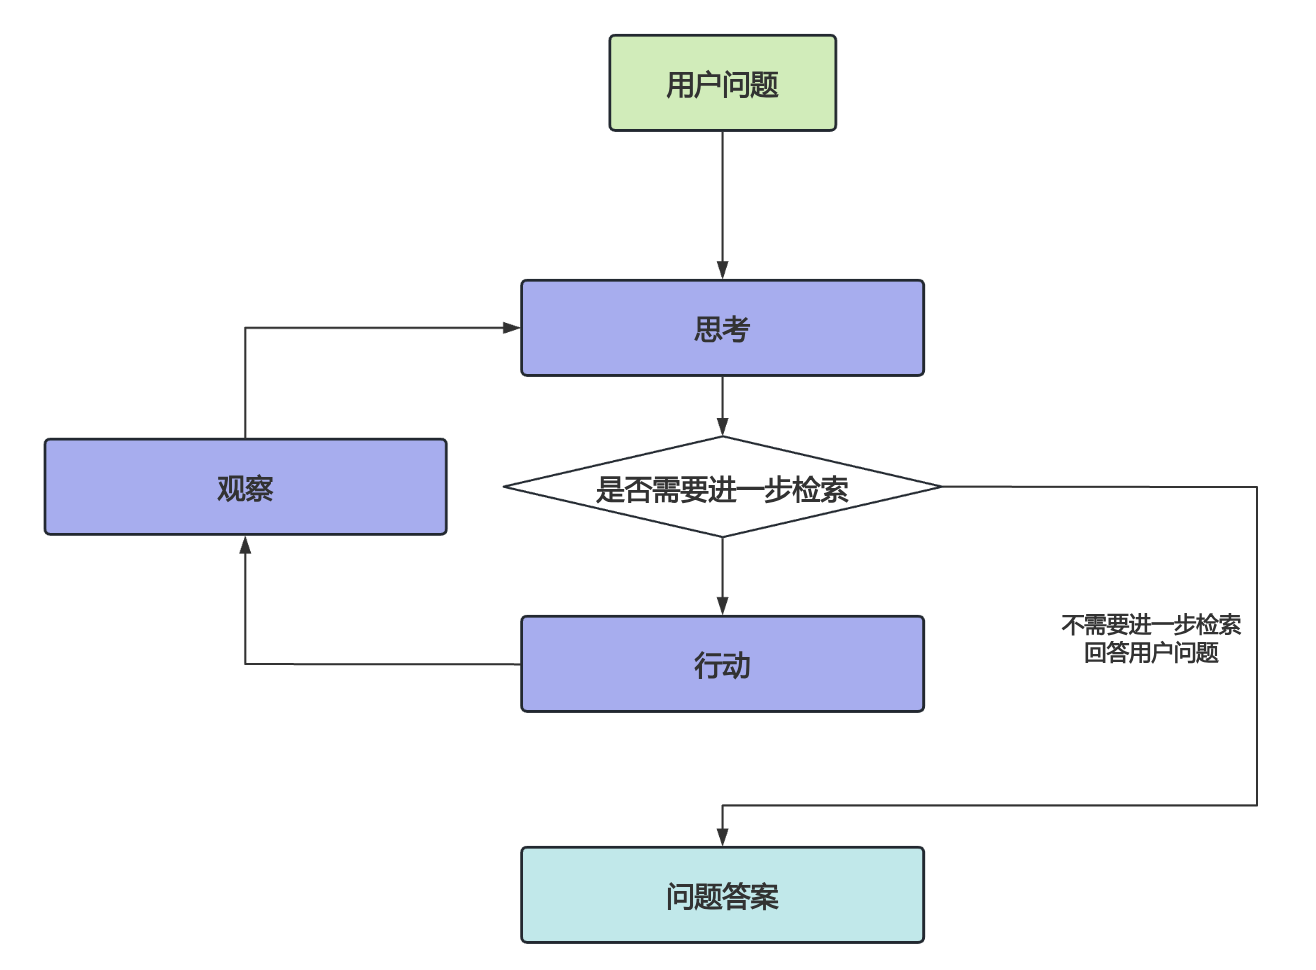 用户问题
思考
观察
是否需要进一步检索
不需要进一步检索
回答用户问题
行动
问题答案